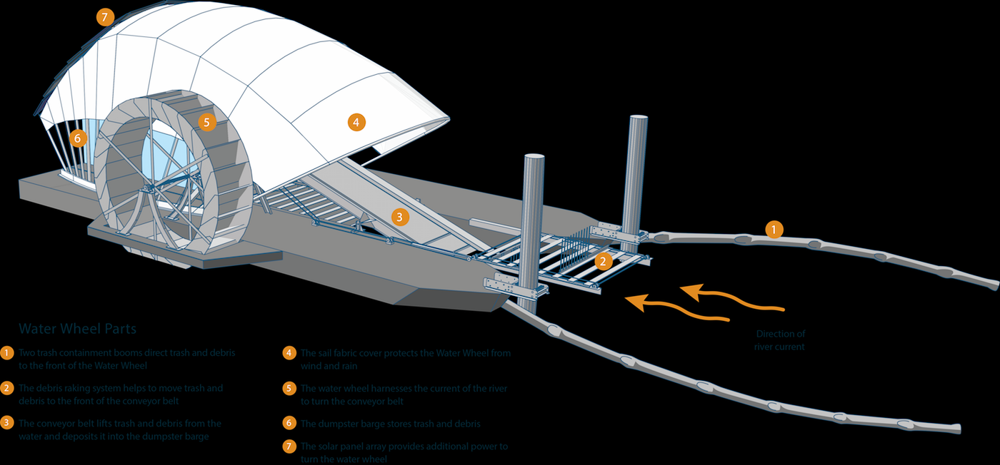 7
5
4
6
3
1
2
Direction of
river current
Water Wheel Parts
1 Two trash containment booms direct trash and debris
to the front of the Water Wheel
2 The debris raking system helps to move trash and
debris to the front of the conveyor belt
3 The conveyor belt lifts trash and debris from the
water and deposits it into the dumpster barge
4 The sail fabric cover protects the Water Wheel from
wind and rain
5 The water wheel harnesses the current of the river
to turn the conveyor belt
6 The dumpster barge stores trash and debris
7 The solar panel array provides additional power to
turn the water wheel